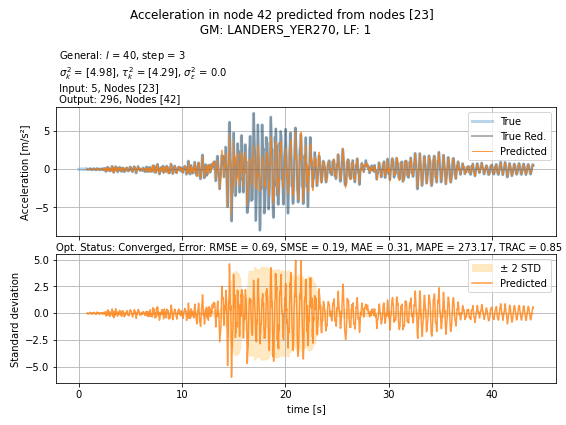 Acceleration in node 42 predicted from nodes [23]
GM: LANDERS_YER270, LF: 1
General: l = 40, step = 3
σ²ₖ = [4.98], τ²ₖ = [4.29], σ²ₑ = 0.0
Input: 5, Nodes [23]
Output: 296, Nodes [42]
Acceleration [m/s²]
5
0
−5
True
True Red.
Predicted
Opt. Status: Converged, Error: RMSE = 0.69, SMSE = 0.19, MAE = 0.31, MAPE = 273.17, TRAC = 0.85
Standard deviation
5.0
2.5
0.0
−2.5
−5.0
± 2 STD
Predicted
0 10 20 30 40
time [s]